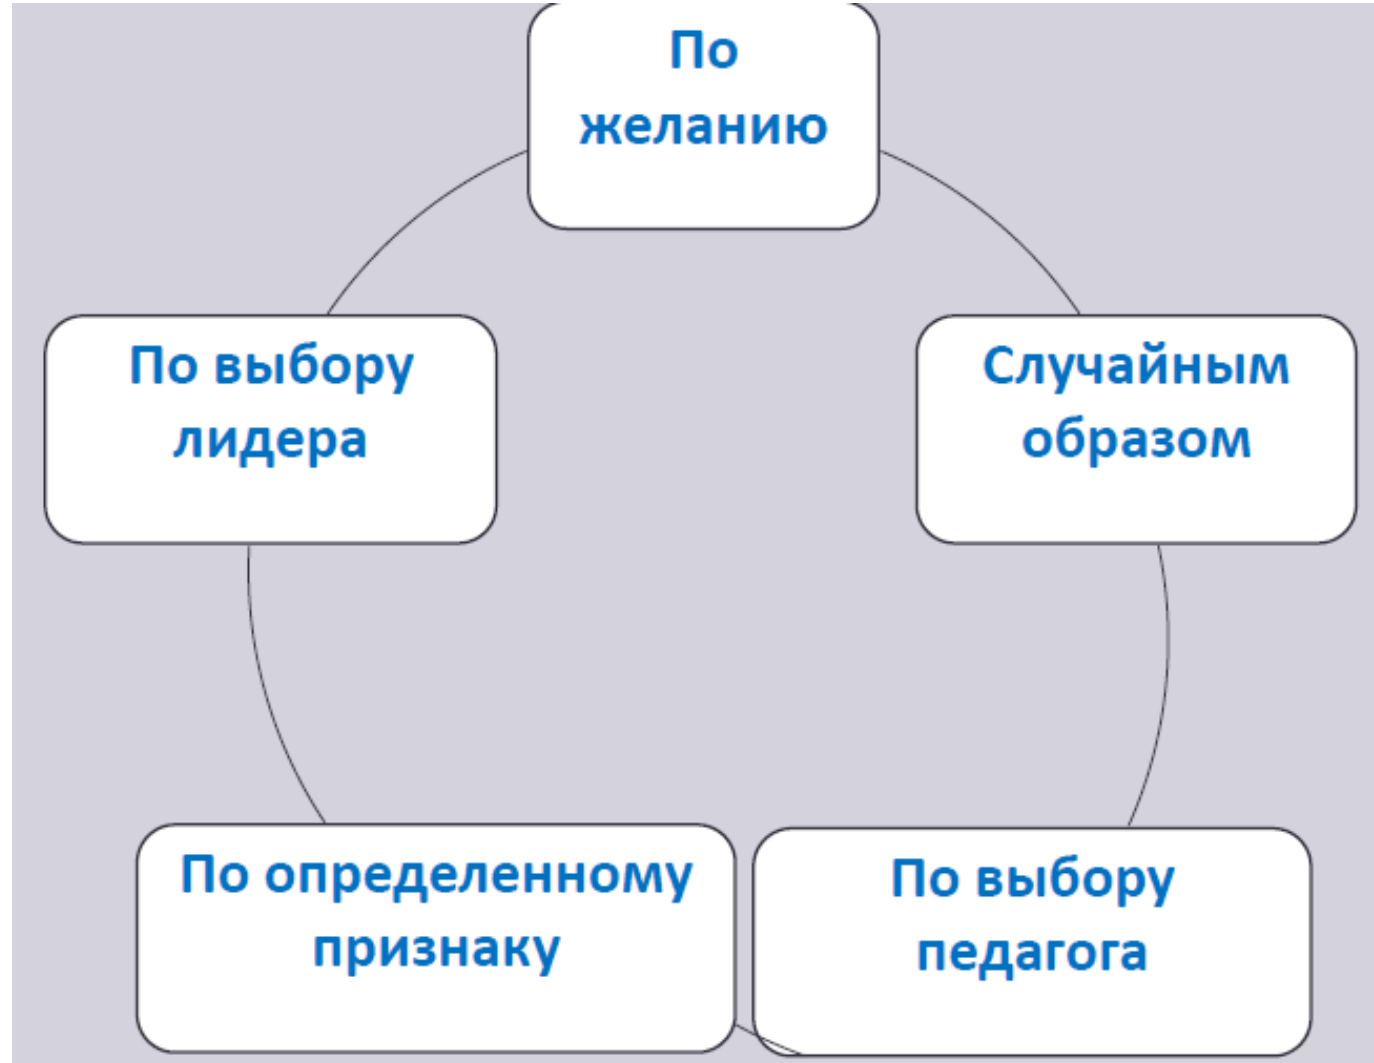 По
желанию
По выбору
лидера
Случайным
образом
По определенному
признаку
По выбору
педагога